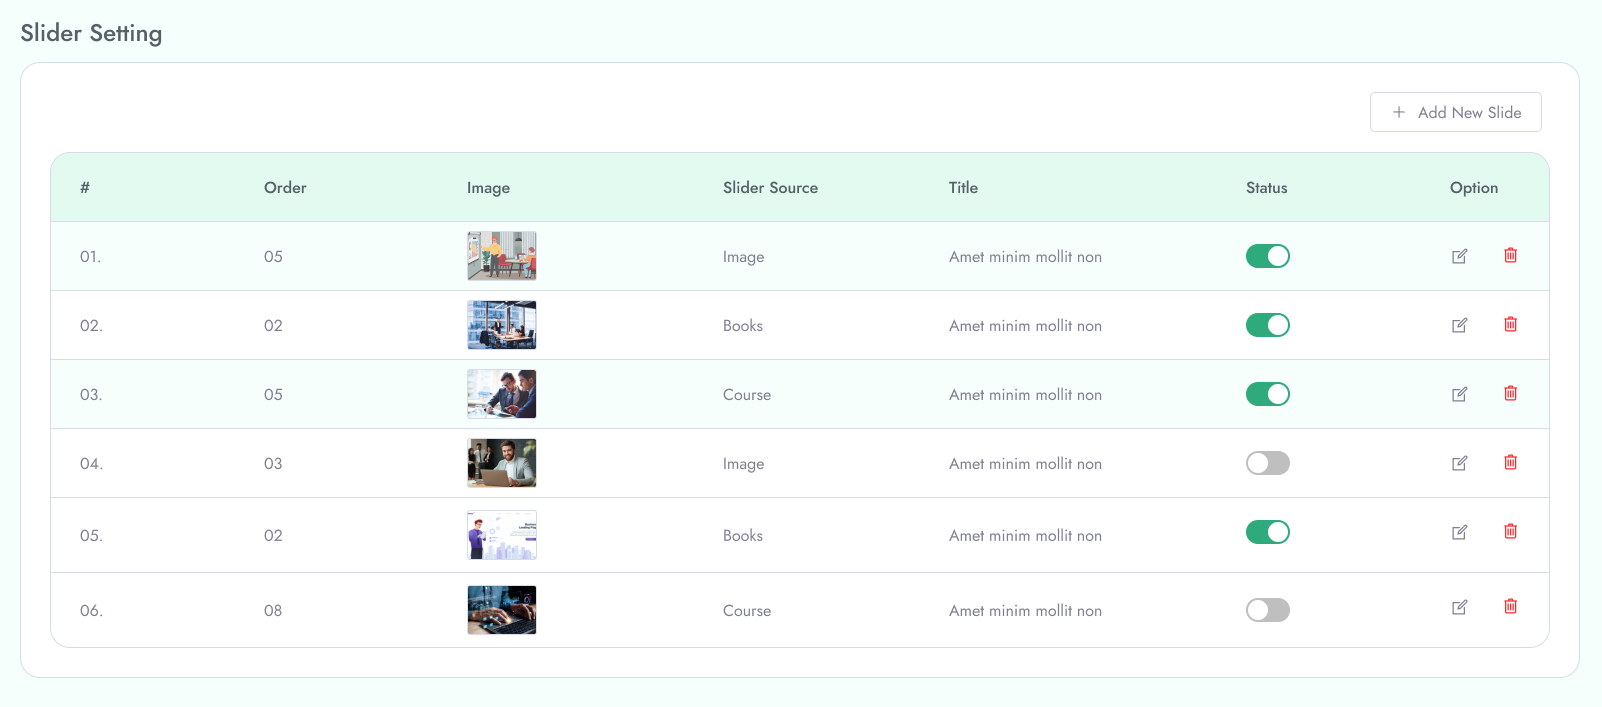 Slider Setting
+ Add New Slide
# Order Image Slider Source Title Status Option
01. 05 Image Amet minim mollit non
02. 02 Books Amet minim mollit non
03. 05 Course Amet minim mollit non
04. 03 Image Amet minim mollit non
05. 02 Books Amet minim mollit non
06. 08 Course Amet minim mollit non